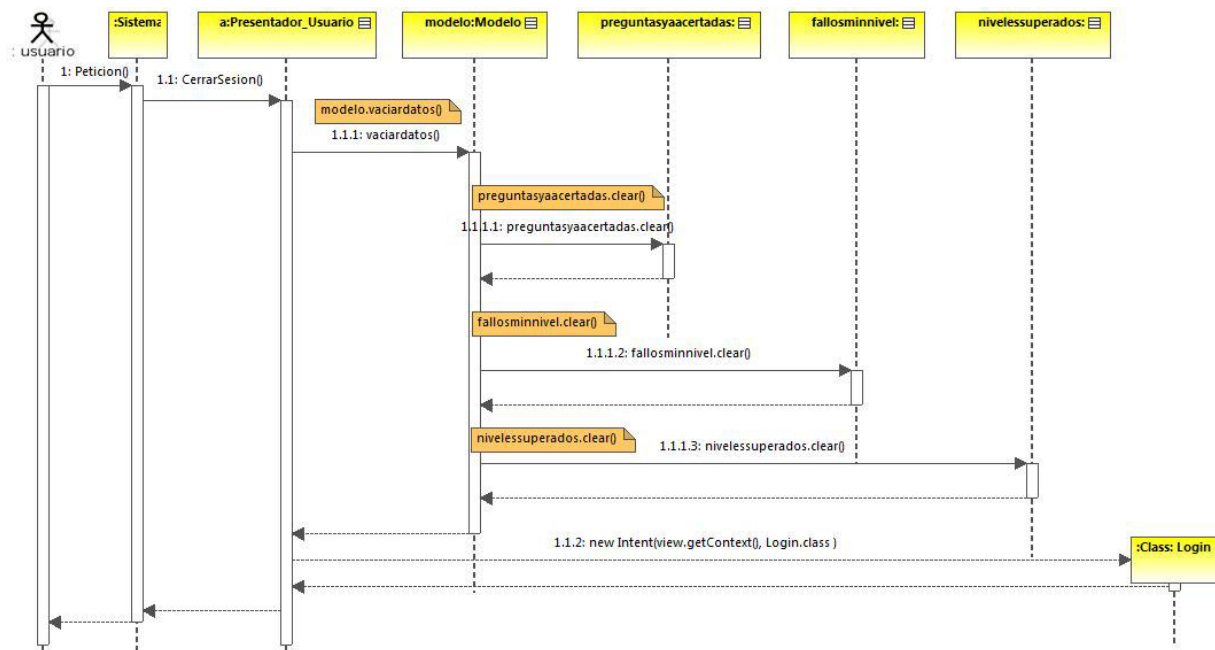 : usuario
:Sistema
a:Presentador_Usuario
modelo:Modelo
preguntasyaacertadas:
fallosminnivel:
nivelessuperados:
1: Peticion()
1.1: CerrarSesion()
modelo.vaciardatos()
1.1.1: vaciardatos()
preguntasyaacertadas.clear()
1.1.1.1: preguntasyaacertadas.clear()
fallosminnivel.clear()
1.1.1.2: fallosminnivel.clear()
nivelessuperados.clear()
1.1.1.3: nivelessuperados.clear()
1.1.2: new Intent(view.getContext(), Login.class )
:Class: Login